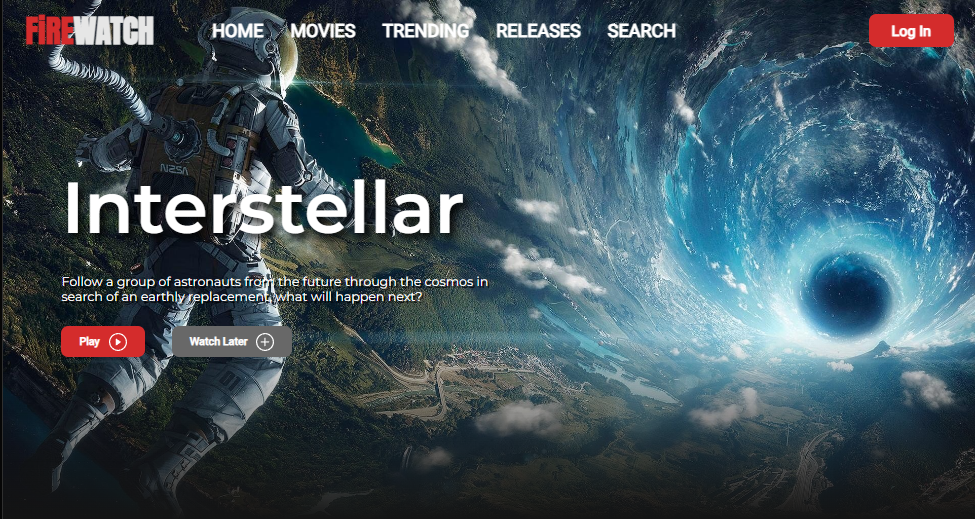 FiREWATCH
HOME MOVIES TRENDING RELEASES SEARCH
Log In
NASA
Interstellar
Follow a group of astronauts from the future through the cosmos in
search of an earthly replacement, what will happen next?
Play
Watch Later